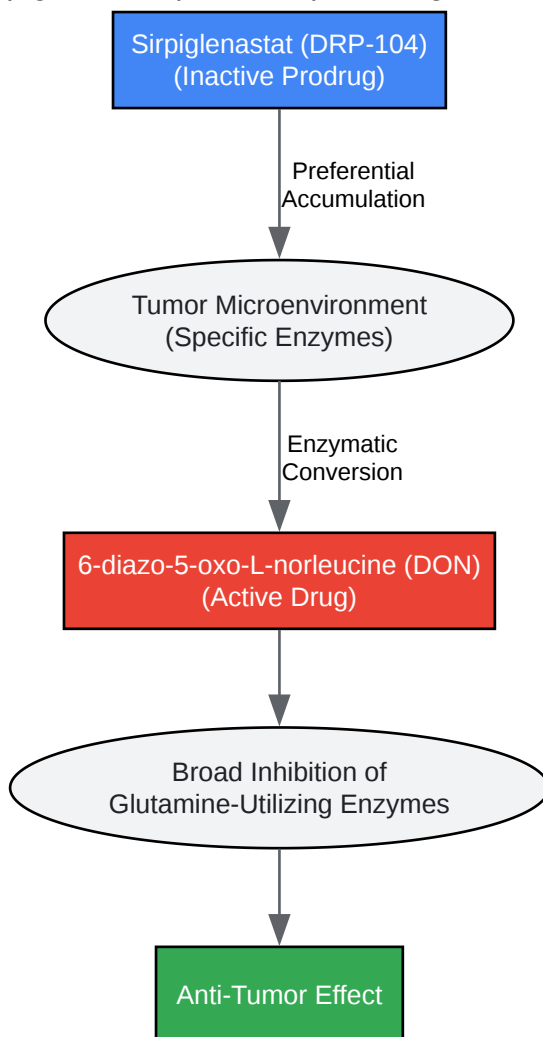 Sirpiglenastat (DRP-104)
(Inactive Prodrug)
Preferential
Accumulation
Tumor Microenvironment
(Specific Enzymes)
Enzymatic
Conversion
6-diazo-5-oxo-L-norleucine (DON)
(Active Drug)
Broad Inhibition of
Glutamine-Utilizing Enzymes
Anti-Tumor Effect